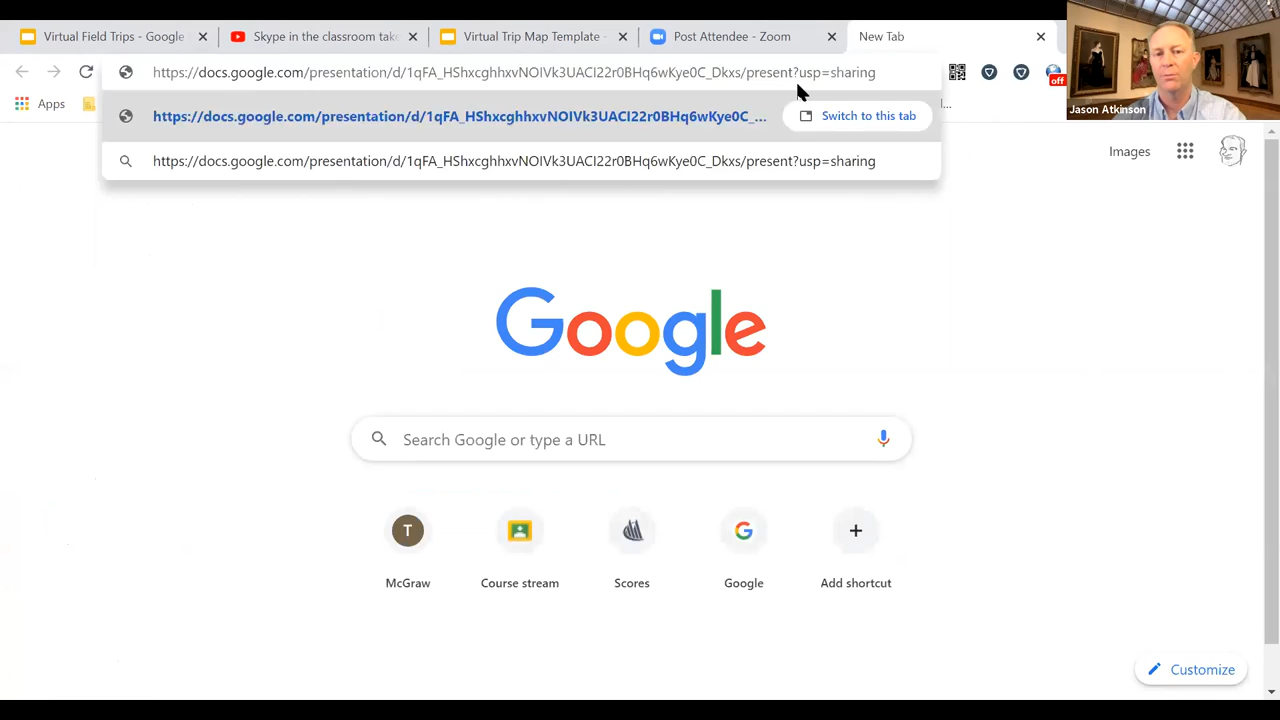 Virtual Field Trips - Google
Skype in the classroom take
Virtual Trip Map Template -
Post Attendee - Zoom
New Tab
https://docs.google.com/presentation/d/1qFA_HShxcghhxvNOIVk3UACI22r0BHq6wKye0C_Dkxs/present?usp=sharing
off
Apps
https://docs.google.com/presentation/d/1qFA_HShxcghhxvNOIVk3UACI22r0BHq6wKye0C_...
Switch to this tab
Jason Atkinson
https://docs.google.com/presentation/d/1qFA_HShxcghhxvNOIVk3UACI22r0BHq6wKye0C_Dkxs/present?usp=sharing
Images
Google
Search Google or type a URL
T
McGraw
Course stream
Scores
Google
Add shortcut
Customize